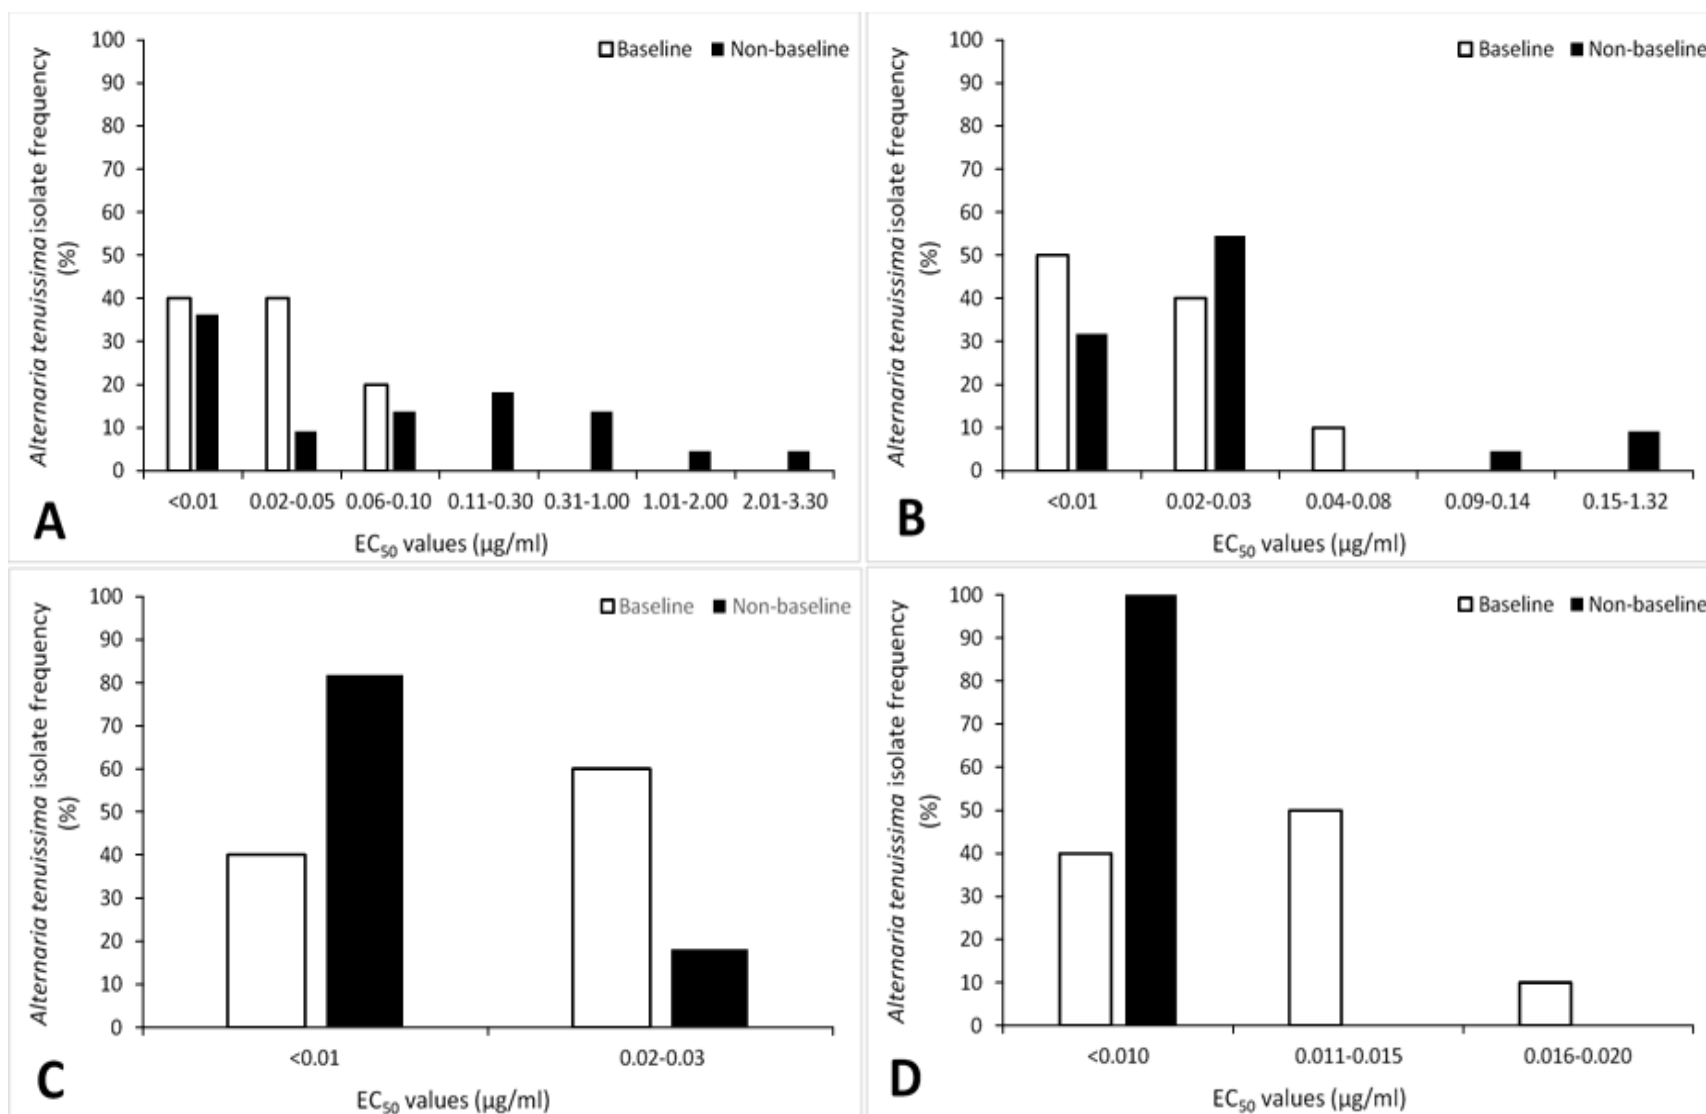 Alternaria tenuissima isolate frequency
(%)
100
90
80
70
60
50
40
30
20
10
0
Baseline Non-baseline
<0.01 0.02-0.05 0.06-0.10 0.11-0.30 0.31-1.00 1.01-2.00 2.01-3.30
EC50 values (µg/ml)
A
Alternaria tenuissima isolate frequency
(%)
100
90
80
70
60
50
40
30
20
10
0
Baseline Non-baseline
<0.01 0.02-0.03 0.04-0.08 0.09-0.14 0.15-1.32
EC50 values (µg/ml)
B
Alternaria tenuissima isolate frequency
(%)
100
90
80
70
60
50
40
30
20
10
0
Baseline Non-baseline
<0.01 0.02-0.03
EC50 values (µg/ml)
C
Alternaria tenuissima isolate frequency
(%)
100
90
80
70
60
50
40
30
20
10
0
Baseline Non-baseline
<0.010 0.011-0.015 0.016-0.020
EC50 values (µg/ml)
D